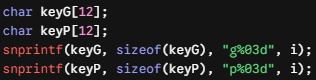 char keyG[12];
char keyP[12];
snprintf(keyG, sizeof(keyG), "g%03d", i);
snprintf(keyP, sizeof(keyP), "p%03d", i);